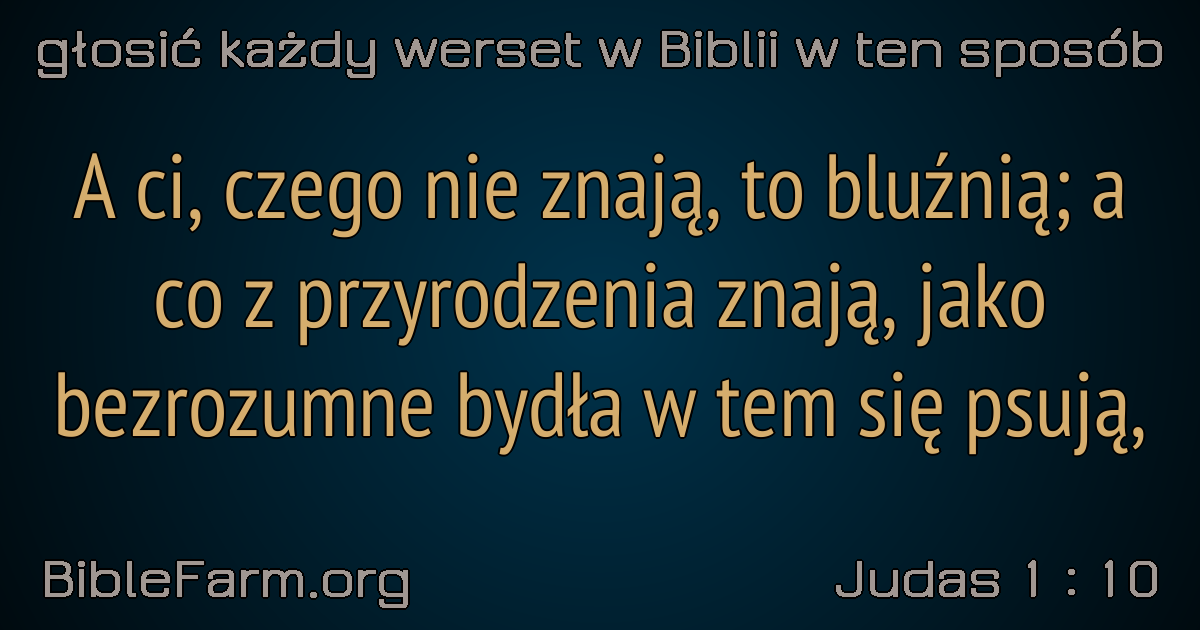 głosić każdy werset w Biblii w ten sposób
A ci, czego nie znają, to bluźnią; a
co z przyrodzenia znają, jako
bezrozumne bydła w tem się psują,
BibleFarm.org
Judas 1 : 10